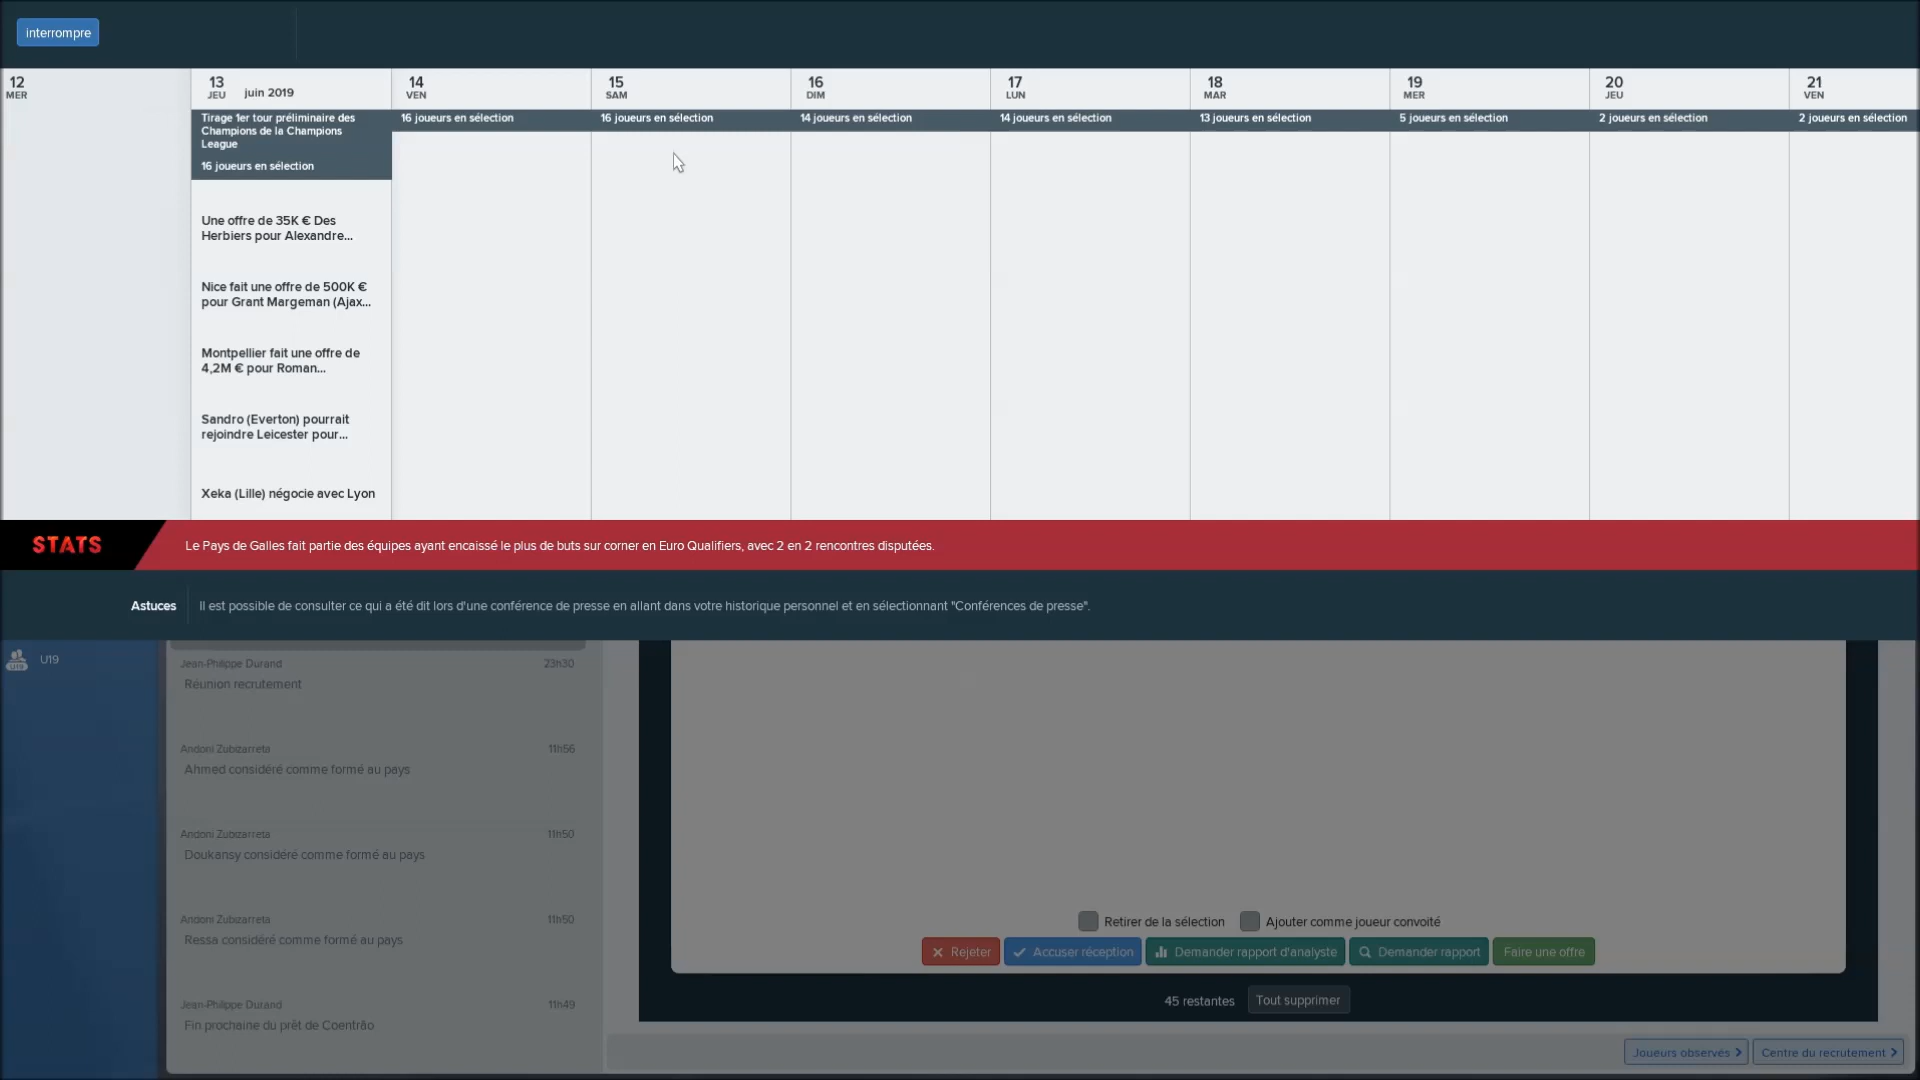 interrompre
12
MER
13
JEU
juin 2019
14
VEN
15
SAM
16
DIM
17
LUN
18
MAR
19
MER
20
JEU
21
VEN
Tirage 1er tour préliminaire des
Champions de la Champions
League
16 joueurs en sélection
16 joueurs en sélection
16 joueurs en sélection
14 joueurs en sélection
14 joueurs en sélection
13 joueurs en sélection
5 joueurs en sélection
2 joueurs en sélection
2 joueurs en sélection
Une offre de 35K € Des
Herbiers pour Alexandre...
Nice fait une offre de 500K €
pour Grant Margeman (Ajax...
Montpellier fait une offre de
4,2M € pour Roman...
Sandro (Everton) pourrait
rejoindre Leicester pour...
Xeka (Lille) négocie avec Lyon
STATS
Le Pays de Galles fait partie des équipes ayant encaissé le plus de buts sur corner en Euro Qualifiers, avec 2 en 2 rencontres disputées.
Astuces
Il est possible de consulter ce qui a été dit lors d'une conférence de presse en allant dans votre historique personnel et en sélectionnant "Conférences de presse".
U19
Jean-Philippe Durand 23h30
Réunion recrutement
Andoni Zubizarreta 11h56
Ahmed considéré comme formé au pays
Andoni Zubizarreta 11h50
Doukansy considéré comme formé au pays
Andoni Zubizarreta 11h50
Ressa considéré comme formé au pays
Jean-Philippe Durand 11h49
Fin prochaine du prêt de Coentrão
Retirer de la sélection
Ajouter comme joueur convoité
Rejeter
Accuser réception
Demander rapport d'analyste
Demander rapport
Faire une offre
45 restantes
Tout supprimer
Joueurs observés
Centre du recrutement